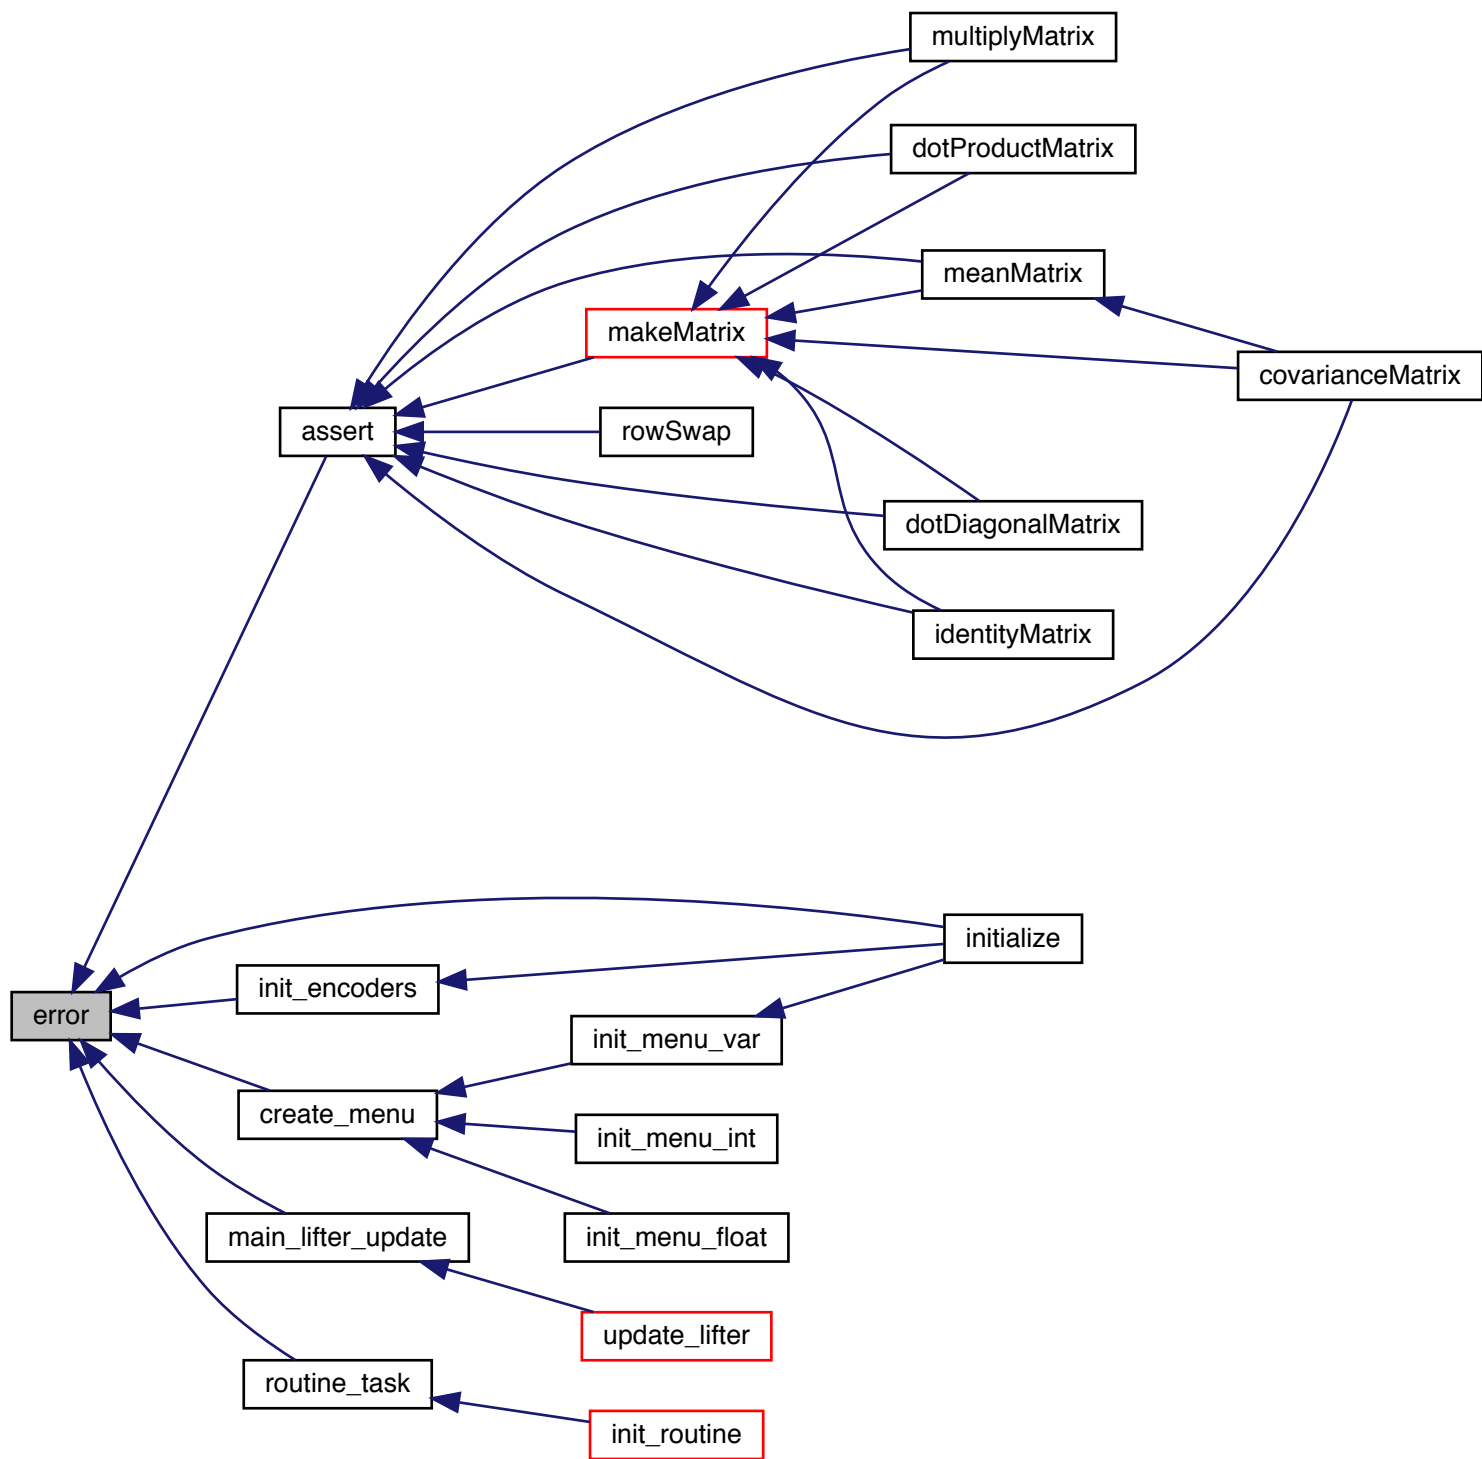 multiplyMatrix
dotProductMatrix
meanMatrix
makeMatrix
covarianceMatrix
assert
rowSwap
dotDiagonalMatrix
identityMatrix
initialize
init_encoders
error
init_menu_var
create_menu
init_menu_int
main_lifter_update
init_menu_float
update_lifter
routine_task
init_routine